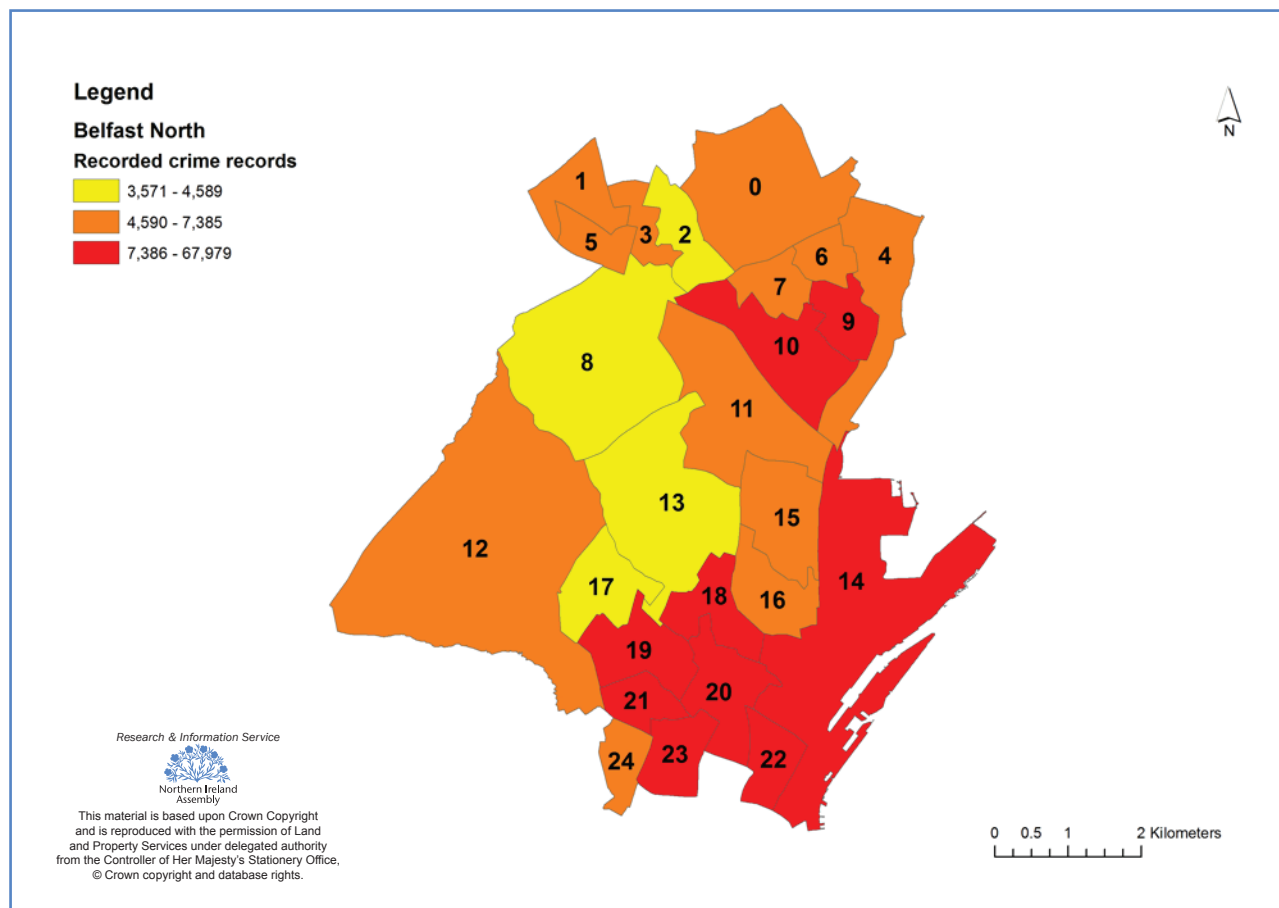 Legend
Belfast North
Recorded crime records
3,571 - 4,589
4,590 - 7,385
7,386 - 67,979
N
0
1
2
3
5
4
6
7
9
10
8
11
13
12
15
14
17
16
18
19
20
21
22
23
24
Research & Information Service
Northern Ireland
Assembly
This material is based upon Crown Copyright
and is reproduced with the permission of Land
and Property Services under delegated authority
from the Controller of Her Majesty's Stationery Office,
© Crown copyright and database rights.
0 0.5 1 2 Kilometers